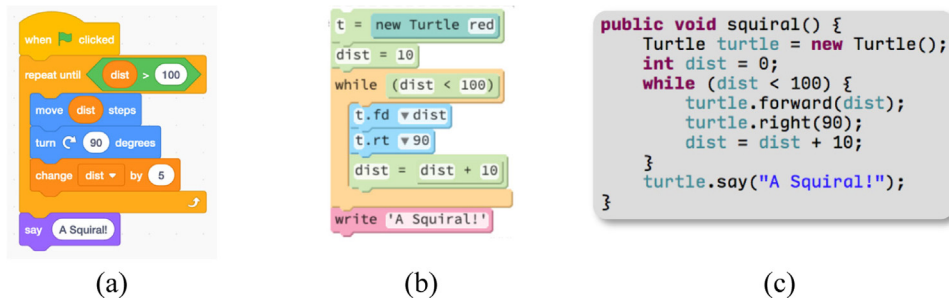 when clicked
repeat until dist > 100
move dist steps
turn 90 degrees
change dist by 5
say A Squiral!
(a)
t = new Turtle red
dist = 10
while (dist < 100)
t.fd ▼dist
t.rt ▼90
dist = dist + 10
write 'A Squiral!'
(b)
public void squiral() {
Turtle turtle = new Turtle();
int dist = 0;
while (dist < 100) {
turtle.forward(dist);
turtle.right(90);
dist = dist + 10;
}
turtle.say("A Squiral!");
}
(c)